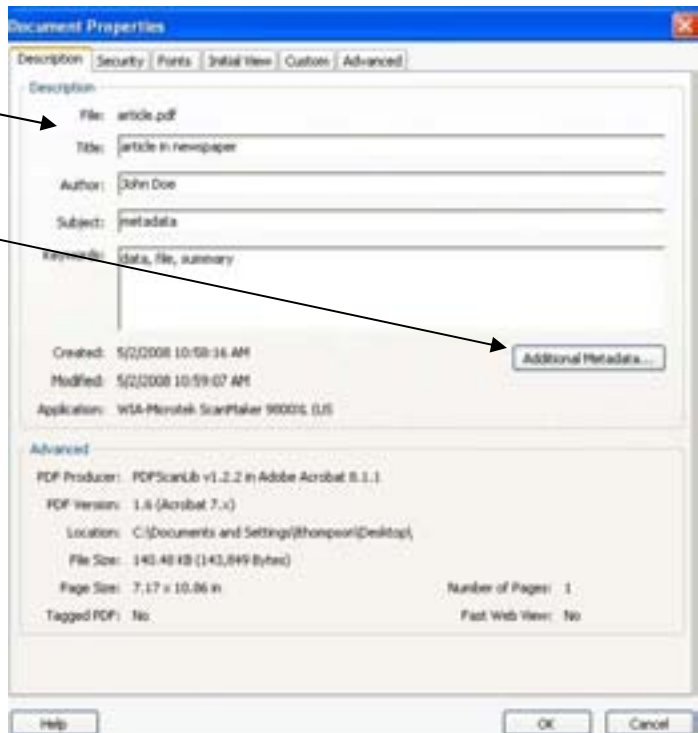 Document Properties
Description Security Fonts Initial View Custom Advanced
Description
File: article.pdf
Title: article in newspaper
Author: John Doe
Subject: metadata
Keywords: data, file, summary
Created: 5/2/2008 10:58:16 AM
Additional Metadata...
Modified: 5/2/2008 10:59:07 AM
Application: WIA-Microtek ScanMaker (US
Advanced
PDF Producer: PDFScanLib v1.2.2 in Adobe Acrobat 8.1.1
PDF Version: 1.6 (Acrobat 7.x)
Location: C:\Documents and Settings\lthompson\Desktop\
File Size: 140.48 KB (143,849 Bytes)
Page Size: 7.17 x 10.86 in Number of Pages: 1
Tagged PDF: No Fast Web View: No
Help OK Cancel